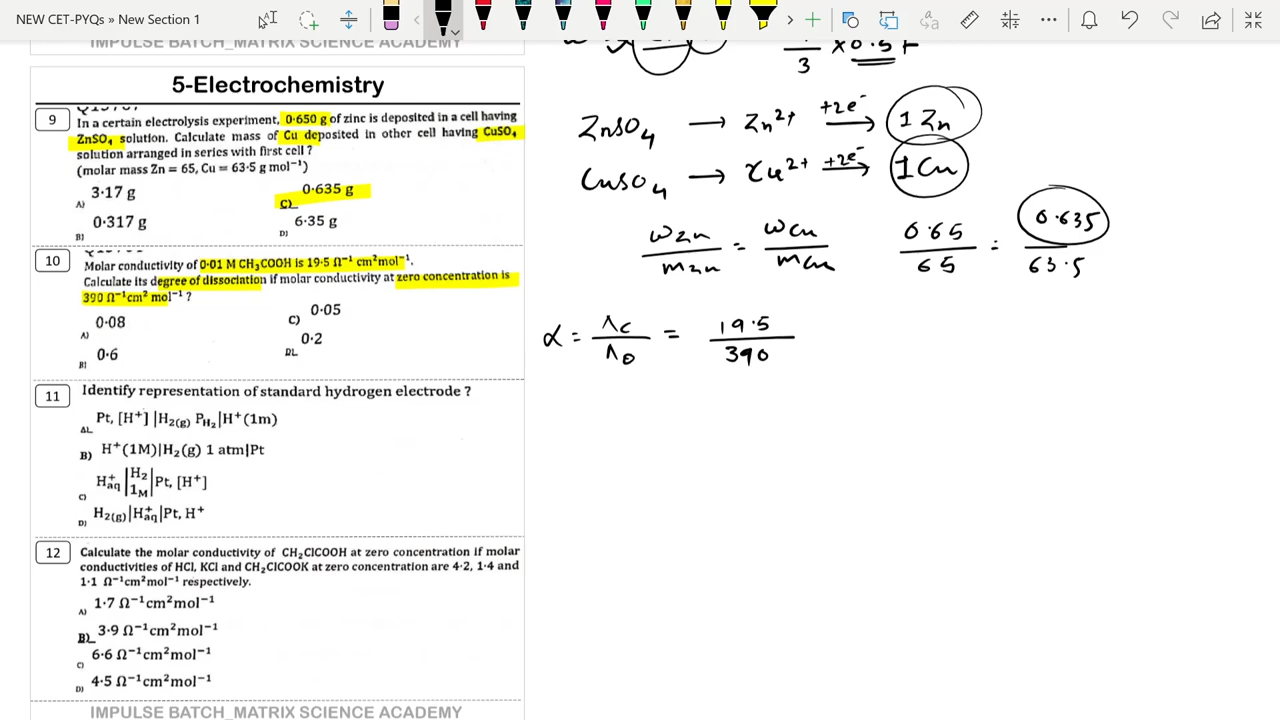 NEW CET-PYQs » New Section 1
IMPULSE BATCH_MATRIX SCIENCE ACADEMY
5-Electrochemistry
9
In a certain electrolysis experiment, 0·650 g of zinc is deposited in a cell having
ZnSO₄ solution. Calculate mass of Cu deposited in other cell having CuSO₄
solution arranged in series with first cell ?
(molar mass Zn = 65, Cu = 63·5 g mol⁻¹)
A) 3·17 g
C) 0·635 g
B) 0·317 g
D) 6·35 g
10
Molar conductivity of 0·01 M CH₃COOH is 19·5 Ω⁻¹ cm²mol⁻¹.
Calculate its degree of dissociation if molar conductivity at zero concentration is
390 Ω⁻¹cm² mol⁻¹ ?
A) 0·08
C) 0·05
B) 0·6
D) 0·2
11
Identify representation of standard hydrogen electrode ?
A) Pt, [H⁺] |H₂(g) P_H₂|H⁺(1m)
B) H⁺(1M)|H₂(g) 1 atm|Pt
C) H⁺aq |H₂ 1M|Pt, [H⁺]
D) H₂(g)|H⁺aq|Pt, H⁺
12
Calculate the molar conductivity of CH₂ClCOOH at zero concentration if molar
conductivities of HCl, KCl and CH₂ClCOOK at zero concentration are 4·2, 1·4 and
1·1 Ω⁻¹cm²mol⁻¹ respectively.
A) 1·7 Ω⁻¹cm²mol⁻¹
B) 3·9 Ω⁻¹cm²mol⁻¹
C) 6·6 Ω⁻¹cm²mol⁻¹
D) 4·5 Ω⁻¹cm²mol⁻¹
IMPULSE BATCH_MATRIX SCIENCE ACADEMY
/3 × 0.5 F
ZnSO₄ → Zn²⁺ +2e⁻ → 1 Zn
CuSO₄ → Cu²⁺ +2e⁻ → 1 Cu
w Zn / m Zn = w Cu / m Cu
0.65 / 65 = 0.635 / 63.5
α = Λc / Λ0 = 19.5 / 390